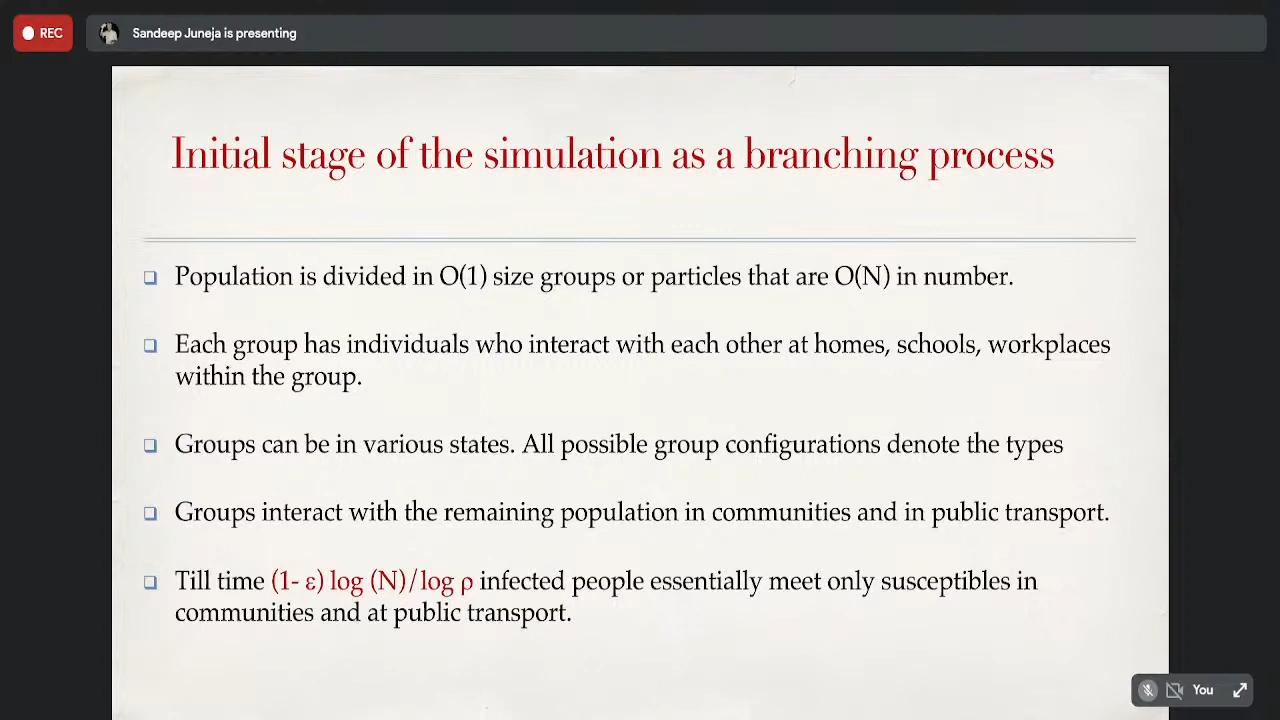 REC
Sandeep Juneja is presenting
Initial stage of the simulation as a branching process
Population is divided in O(1) size groups or particles that are O(N) in number.
Each group has individuals who interact with each other at homes, schools, workplaces
within the group.
Groups can be in various states. All possible group configurations denote the types
Groups interact with the remaining population in communities and in public transport.
Till time (1- ε) log (N)/log ρ infected people essentially meet only susceptibles in
communities and at public transport.
You